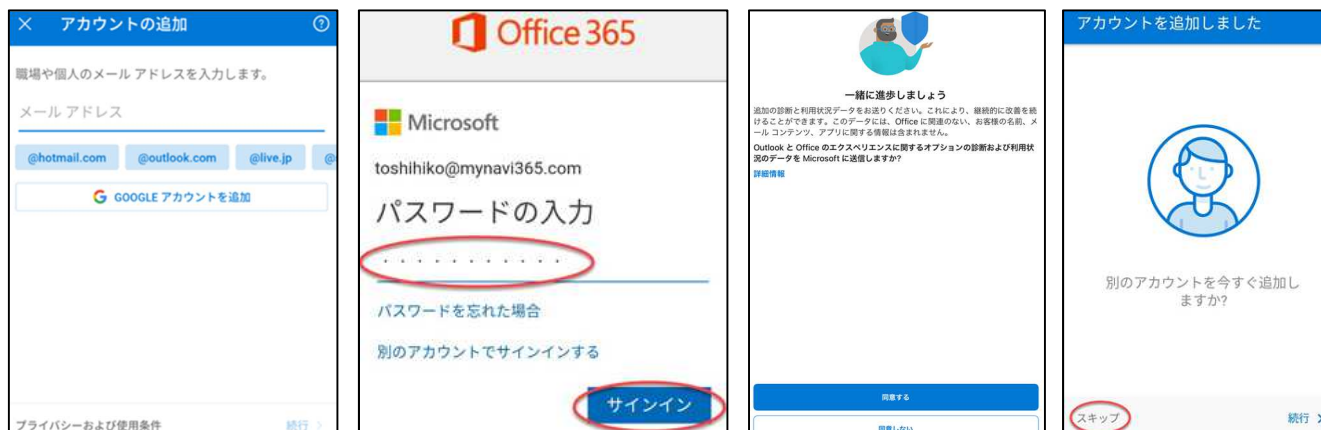 アカウントの追加
職場や個人のメール アドレスを入力します。
メール アドレス
@hotmail.com @outlook.com @live.jp
GOOGLE アカウントを追加
プライバシーおよび使用条件 続行
Office 365
Microsoft
toshihiko@mynavi365.com
パスワードの入力
パスワードを忘れた場合
別のアカウントでサインインする
サインイン
一緒に進歩しましょう
追加の診断と利用状況データをお送りください。これにより、継続的に改善を続
けることができます。このデータには、Office に関連のない、お客様の名前、メ
ール コンテンツ、アプリに関する情報は含まれません。
Outlook と Office のエクスペリエンスに関するオプションの診断および利用状
況のデータを Microsoft に送信しますか?
詳細情報
同意する
同意しない
アカウントを追加しました
別のアカウントを今すぐ追加し
ますか?
スキップ 続行